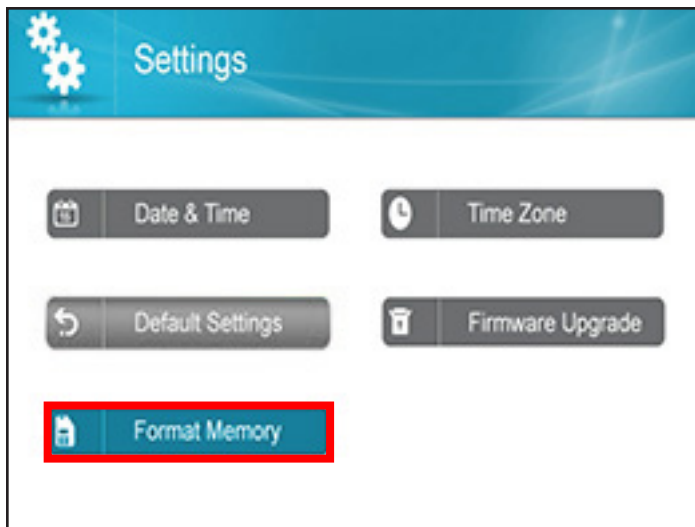 Settings
Date & Time
Time Zone
Default Settings
Firmware Upgrade
Format Memory